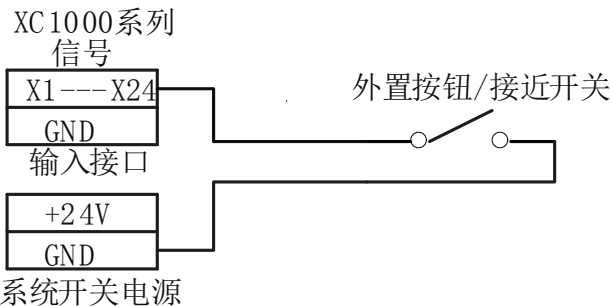 XC1000系列
信号
X1---X24
GND
输入接口
外置按钮/接近开关
+24V
GND
系统开关电源